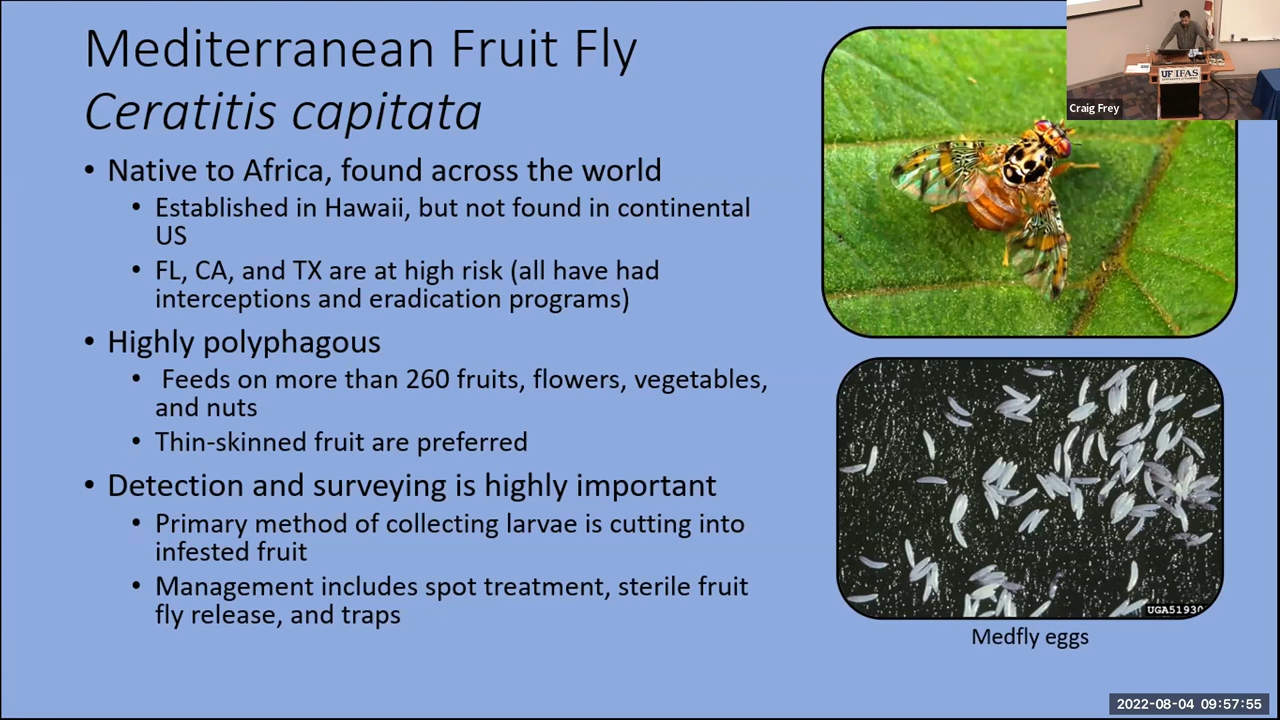 Mediterranean Fruit Fly
Ceratitis capitata
• Native to Africa, found across the world
• Established in Hawaii, but not found in continental
US
• FL, CA, and TX are at high risk (all have had
interceptions and eradication programs)
• Highly polyphagous
• Feeds on more than 260 fruits, flowers, vegetables,
and nuts
• Thin-skinned fruit are preferred
• Detection and surveying is highly important
• Primary method of collecting larvae is cutting into
infested fruit
• Management includes spot treatment, sterile fruit
fly release, and traps
UF IFAS
Craig Frey
UGA51930
Medfly eggs
2022-08-04 09:57:55